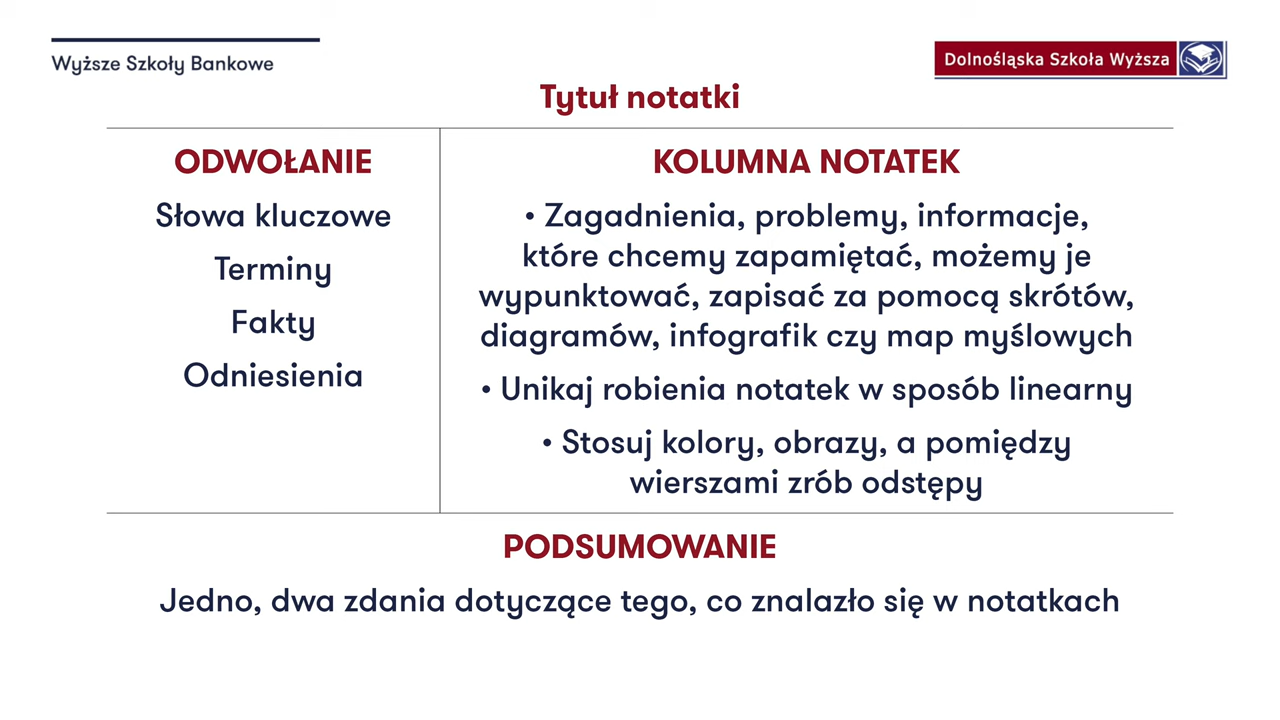 Wyższe Szkoły Bankowe
Dolnośląska Szkoła Wyższa
Tytuł notatki
ODWOŁANIE
Słowa kluczowe
Terminy
Fakty
Odniesienia
KOLUMNA NOTATEK
• Zagadnienia, problemy, informacje,
które chcemy zapamiętać, możemy je
wypunktować, zapisać za pomocą skrótów,
diagramów, infografik czy map myślowych
• Unikaj robienia notatek w sposób linearny
• Stosuj kolory, obrazy, a pomiędzy
wierszami zrób odstępy
PODSUMOWANIE
Jedno, dwa zdania dotyczące tego, co znalazło się w notatkach